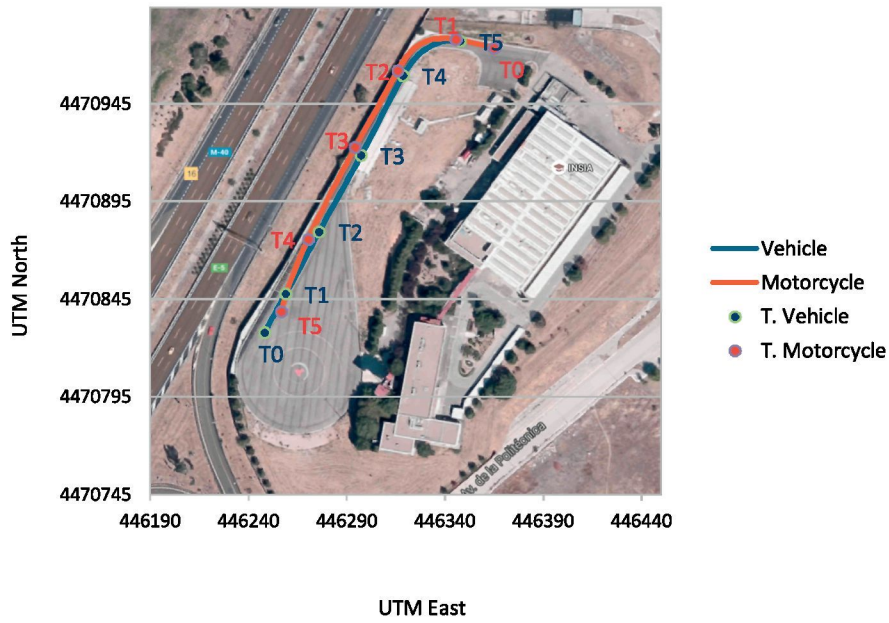 T1
T5
T0
T2
T4
4470945
T3
M-40
T3
16
INSIA
4470895
T4
T2
UTM North
Vehicle
E-5
Motorcycle
4470845
T1
T. Vehicle
T5
T0
T. Motorcycle
4470795
Av. de la Politécnica
4470745
446190 446240 446290 446340 446390 446440
UTM East